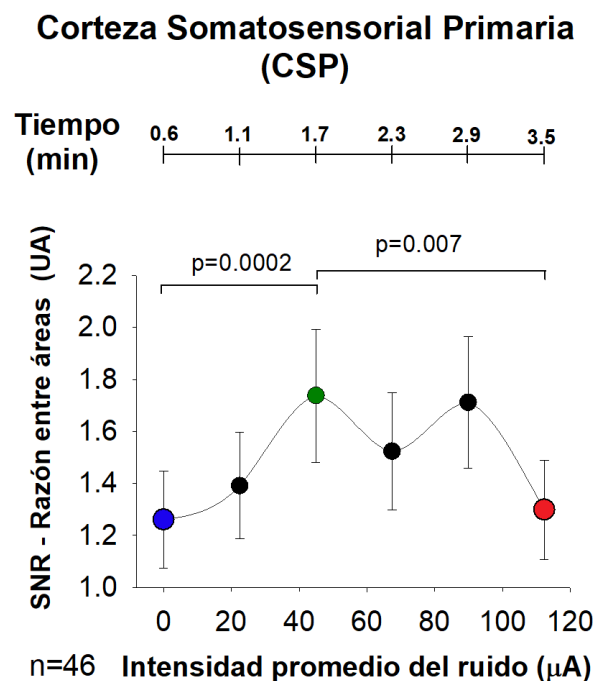 Corteza Somatosensorial Primaria
(CSP)
Tiempo
(min)
0.6 1.1 1.7 2.3 2.9 3.5
p=0.0002
p=0.007
SNR - Razón entre áreas (UA)
2.2
2.0
1.8
1.6
1.4
1.2
1.0
0 20 40 60 80 100 120
n=46 Intensidad promedio del ruido (μA)